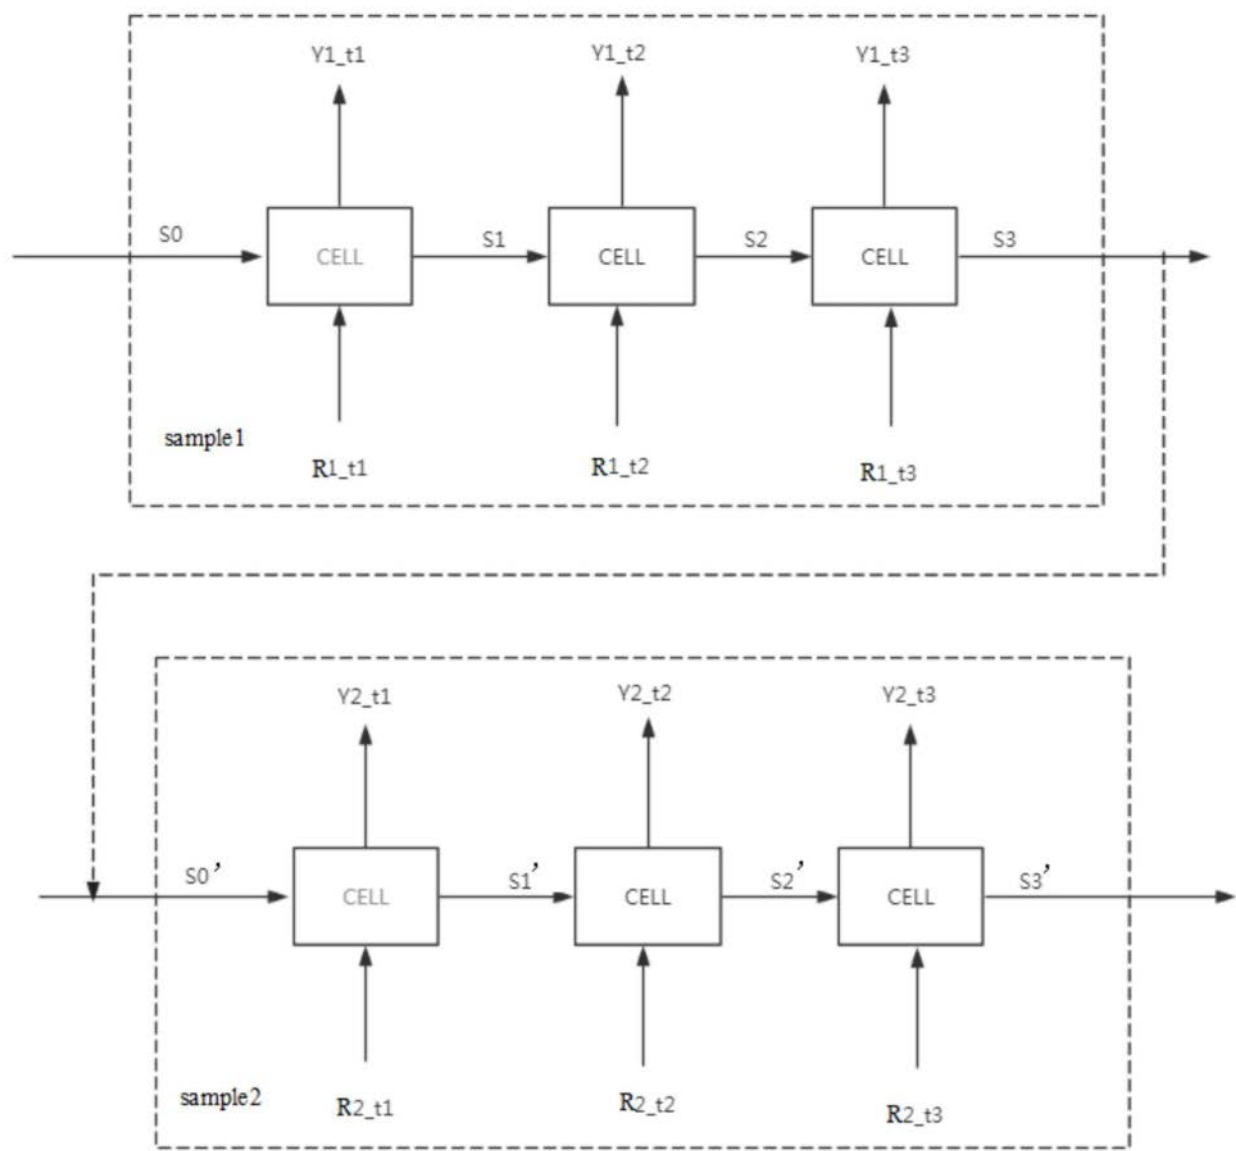 Y1_t1 Y1_t2 Y1_t3
S0 S1 S2 S3
CELL CELL CELL
sample1
R1_t1 R1_t2 R1_t3
Y2_t1 Y2_t2 Y2_t3
S0’ S1’ S2’ S3’
CELL CELL CELL
sample2
R2_t1 R2_t2 R2_t3